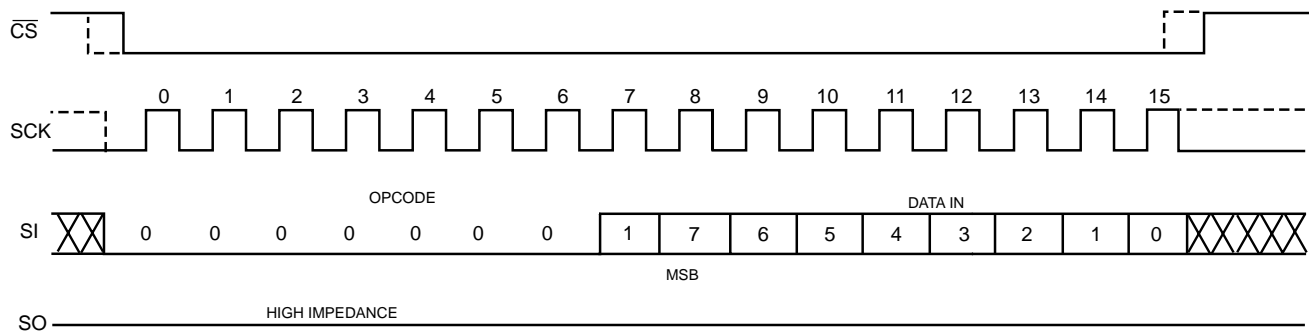 CS
0 1 2 3 4 5 6 7 8 9 10 11 12 13 14 15
SCK
OPCODE
DATA IN
SI
0 0 0 0 0 0 0 1 7 6 5 4 3 2 1 0
MSB
HIGH IMPEDANCE
SO